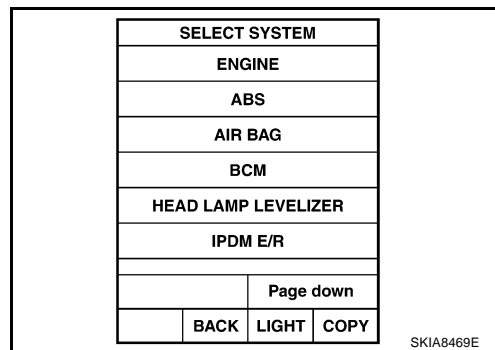 SELECT SYSTEM
ENGINE
ABS
AIR BAG
BCM
HEAD LAMP LEVELIZER
IPDM E/R
Page down
BACK LIGHT COPY
SKIA8469E